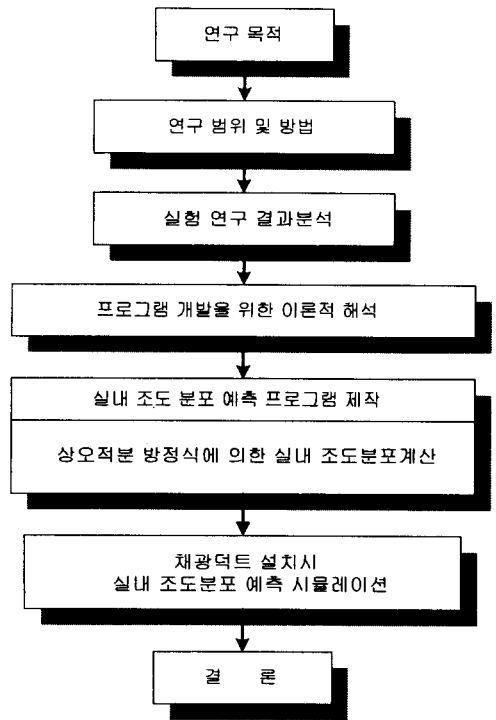 연구 목적
연구 범위 및 방법
실험 연구 결과분석
프로그램 개발을 위한 이론적 해석
실내 조도 분포 예측 프로그램 제작
상오적분 방정식에 의한 실내 조도분포계산
채광덕트 설치시
실내 조도분포 예측 시뮬레이션
결 론